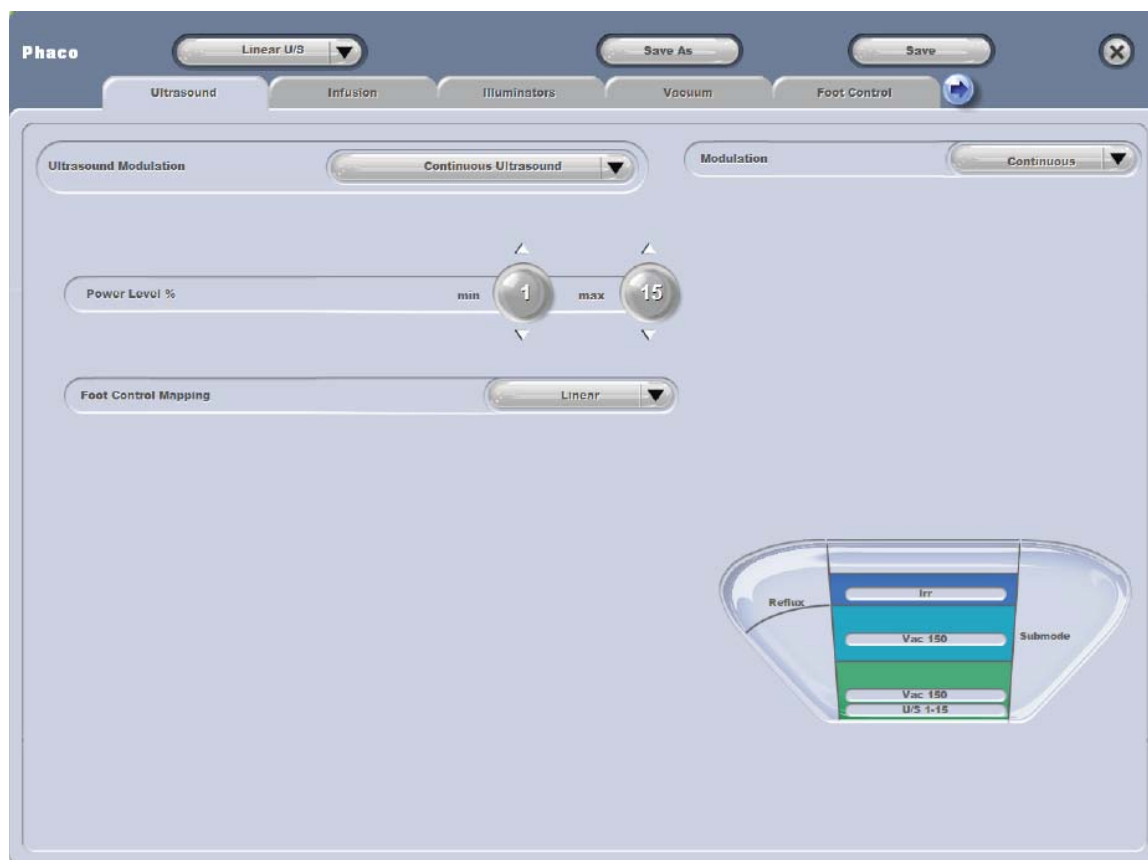 Phaco
Linear U/S
Save As
Save
Ultrasound
Infusion
Illuminators
Vacuum
Foot Control
Ultrasound Modulation
Continuous Ultrasound
Modulation
Continuous
Power Level %
min
1
max
15
Foot Control Mapping
Linear
Irr
Reflux
Vac 150
Submode
Vac 150
U/S 1-15